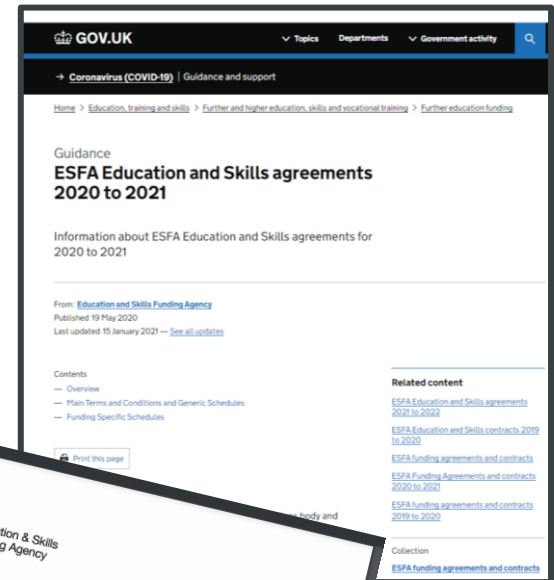 GOV.UK
Topics Departments Government activity
→ Coronavirus (COVID-19) | Guidance and support
Home > Education, training and skills > Further and higher education, skills and vocational training > Further education funding
Guidance
ESFA Education and Skills agreements
2020 to 2021
Information about ESFA Education and Skills agreements for
2020 to 2021
From: Education and Skills Funding Agency
Published 19 May 2020
Last updated 15 January 2021 — See all updates
Contents
— Overview
— Main Terms and Conditions and Generic Schedules
— Funding Specific Schedules
Print this page
Related content
ESFA Education and Skills agreements
2021 to 2022
ESFA Education and Skills contracts 2019
to 2020
ESFA funding agreements and contracts
ESFA Funding Agreements and contracts
2020 to 2021
ESFA funding agreements and contracts
2019 to 2020
Collection
ESFA funding agreements and contracts
body and
& Skills
Agency